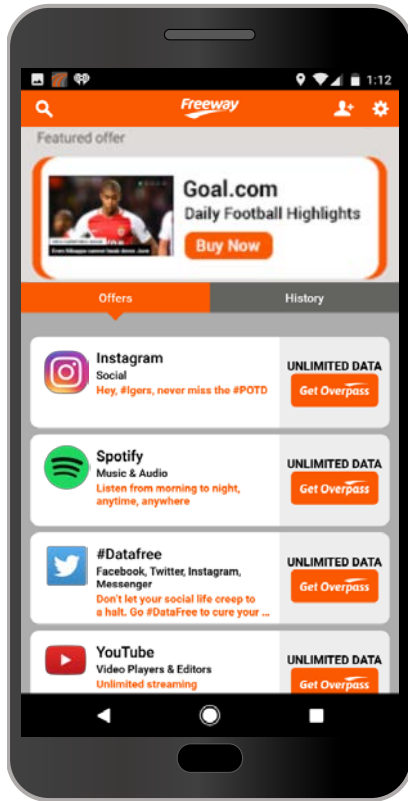 1:12
Freeway
Featured offer
Goal.com
Daily Football Highlights
Buy Now
Offers
History
Instagram
Social
Hey, #Igers, never miss the #POTD
UNLIMITED DATA
Get Overpass
Spotify
Music & Audio
Listen from morning to night,
anytime, anywhere
UNLIMITED DATA
Get Overpass
#Datafree
Facebook, Twitter, Instagram,
Messenger
Don't let your social life creep to
a halt. Go #DataFree to cure your ...
UNLIMITED DATA
Get Overpass
YouTube
Video Players & Editors
Unlimited streaming
UNLIMITED DATA
Get Overpass